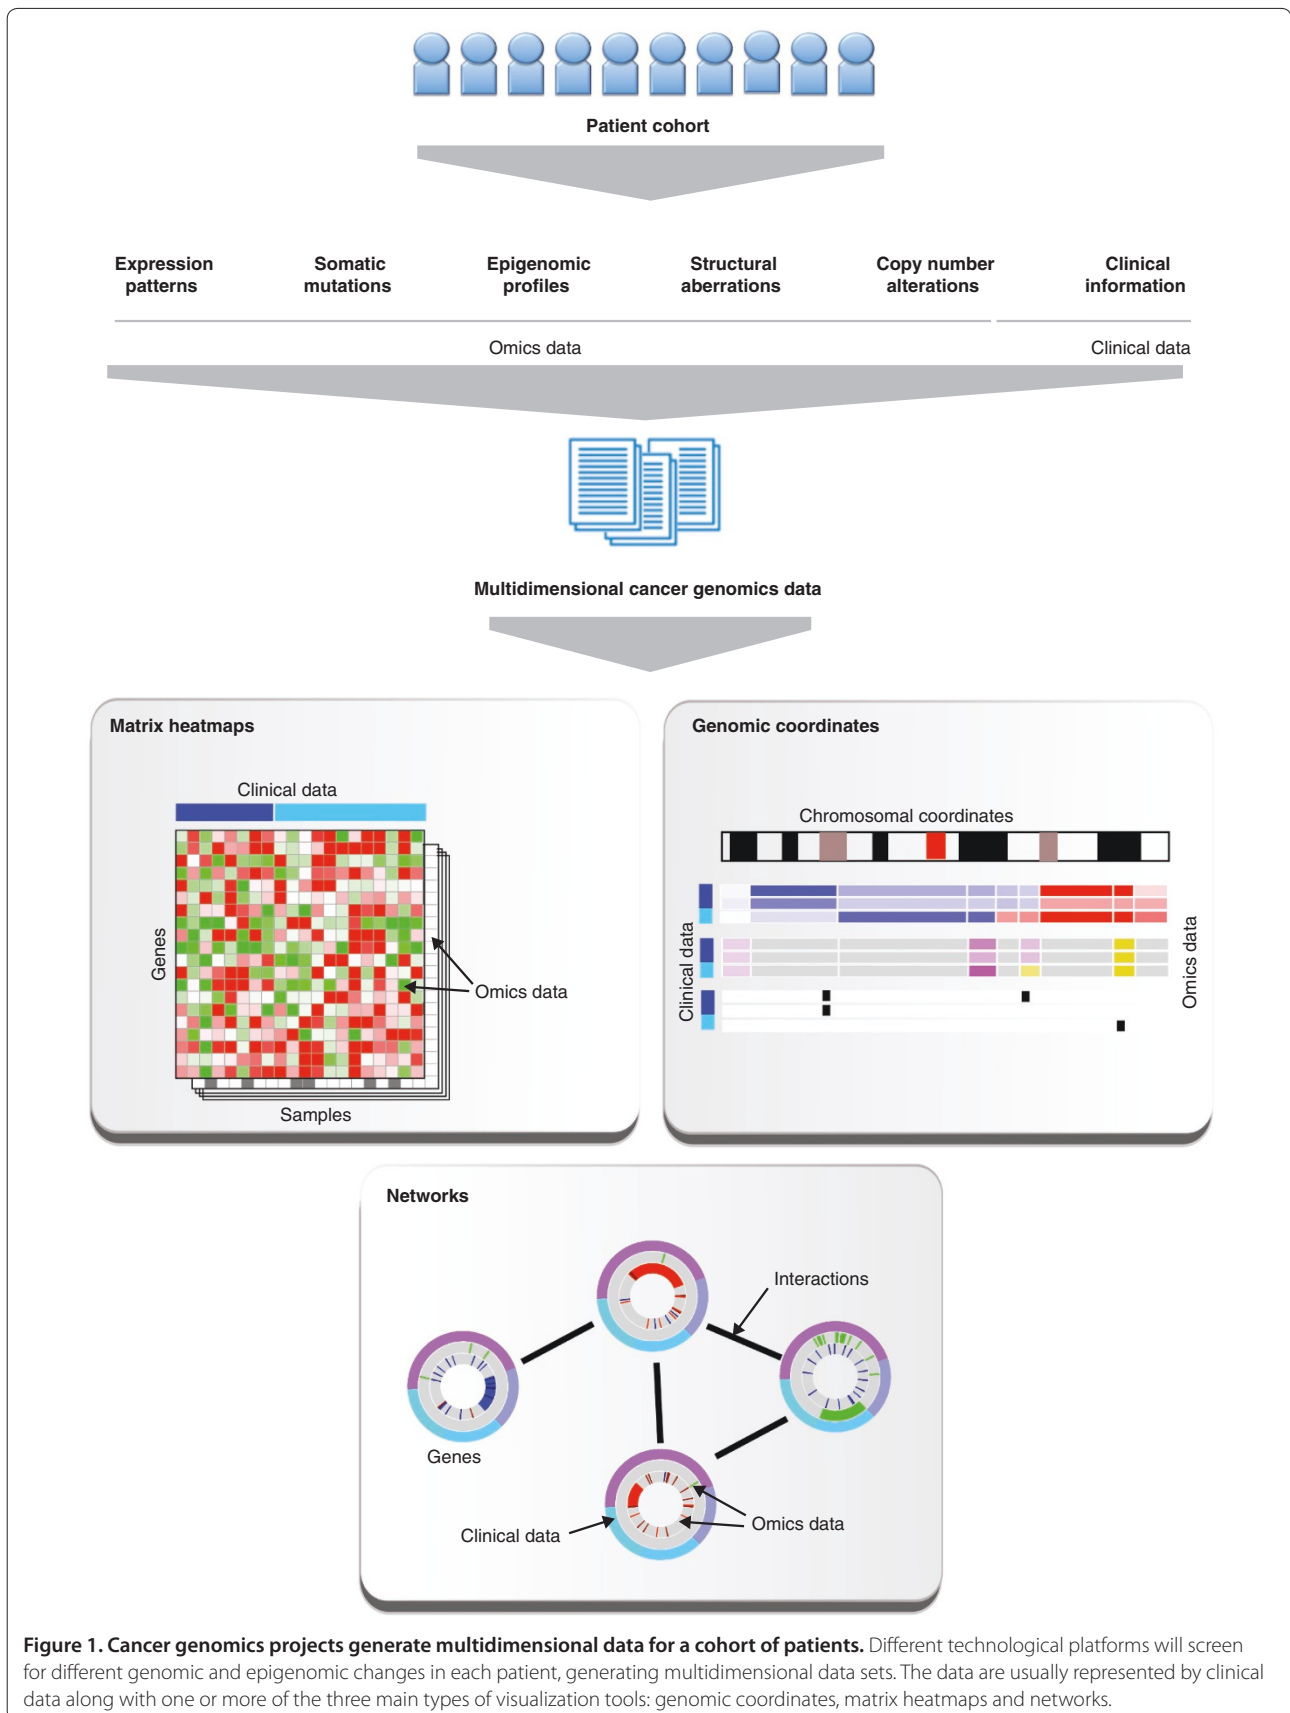 Patient cohort
Expression patterns
Somatic mutations
Epigenomic profiles
Structural aberrations
Copy number alterations
Clinical information
Omics data
Clinical data
Multidimensional cancer genomics data
Matrix heatmaps
Clinical data
Genes
Omics data
Samples
Genomic coordinates
Chromosomal coordinates
Clinical data
Omics data
Networks
Interactions
Genes
Clinical data
Omics data
Figure 1. Cancer genomics projects generate multidimensional data for a cohort of patients. Different technological platforms will screen
for different genomic and epigenomic changes in each patient, generating multidimensional data sets. The data are usually represented by clinical
data along with one or more of the three main types of visualization tools: genomic coordinates, matrix heatmaps and networks.